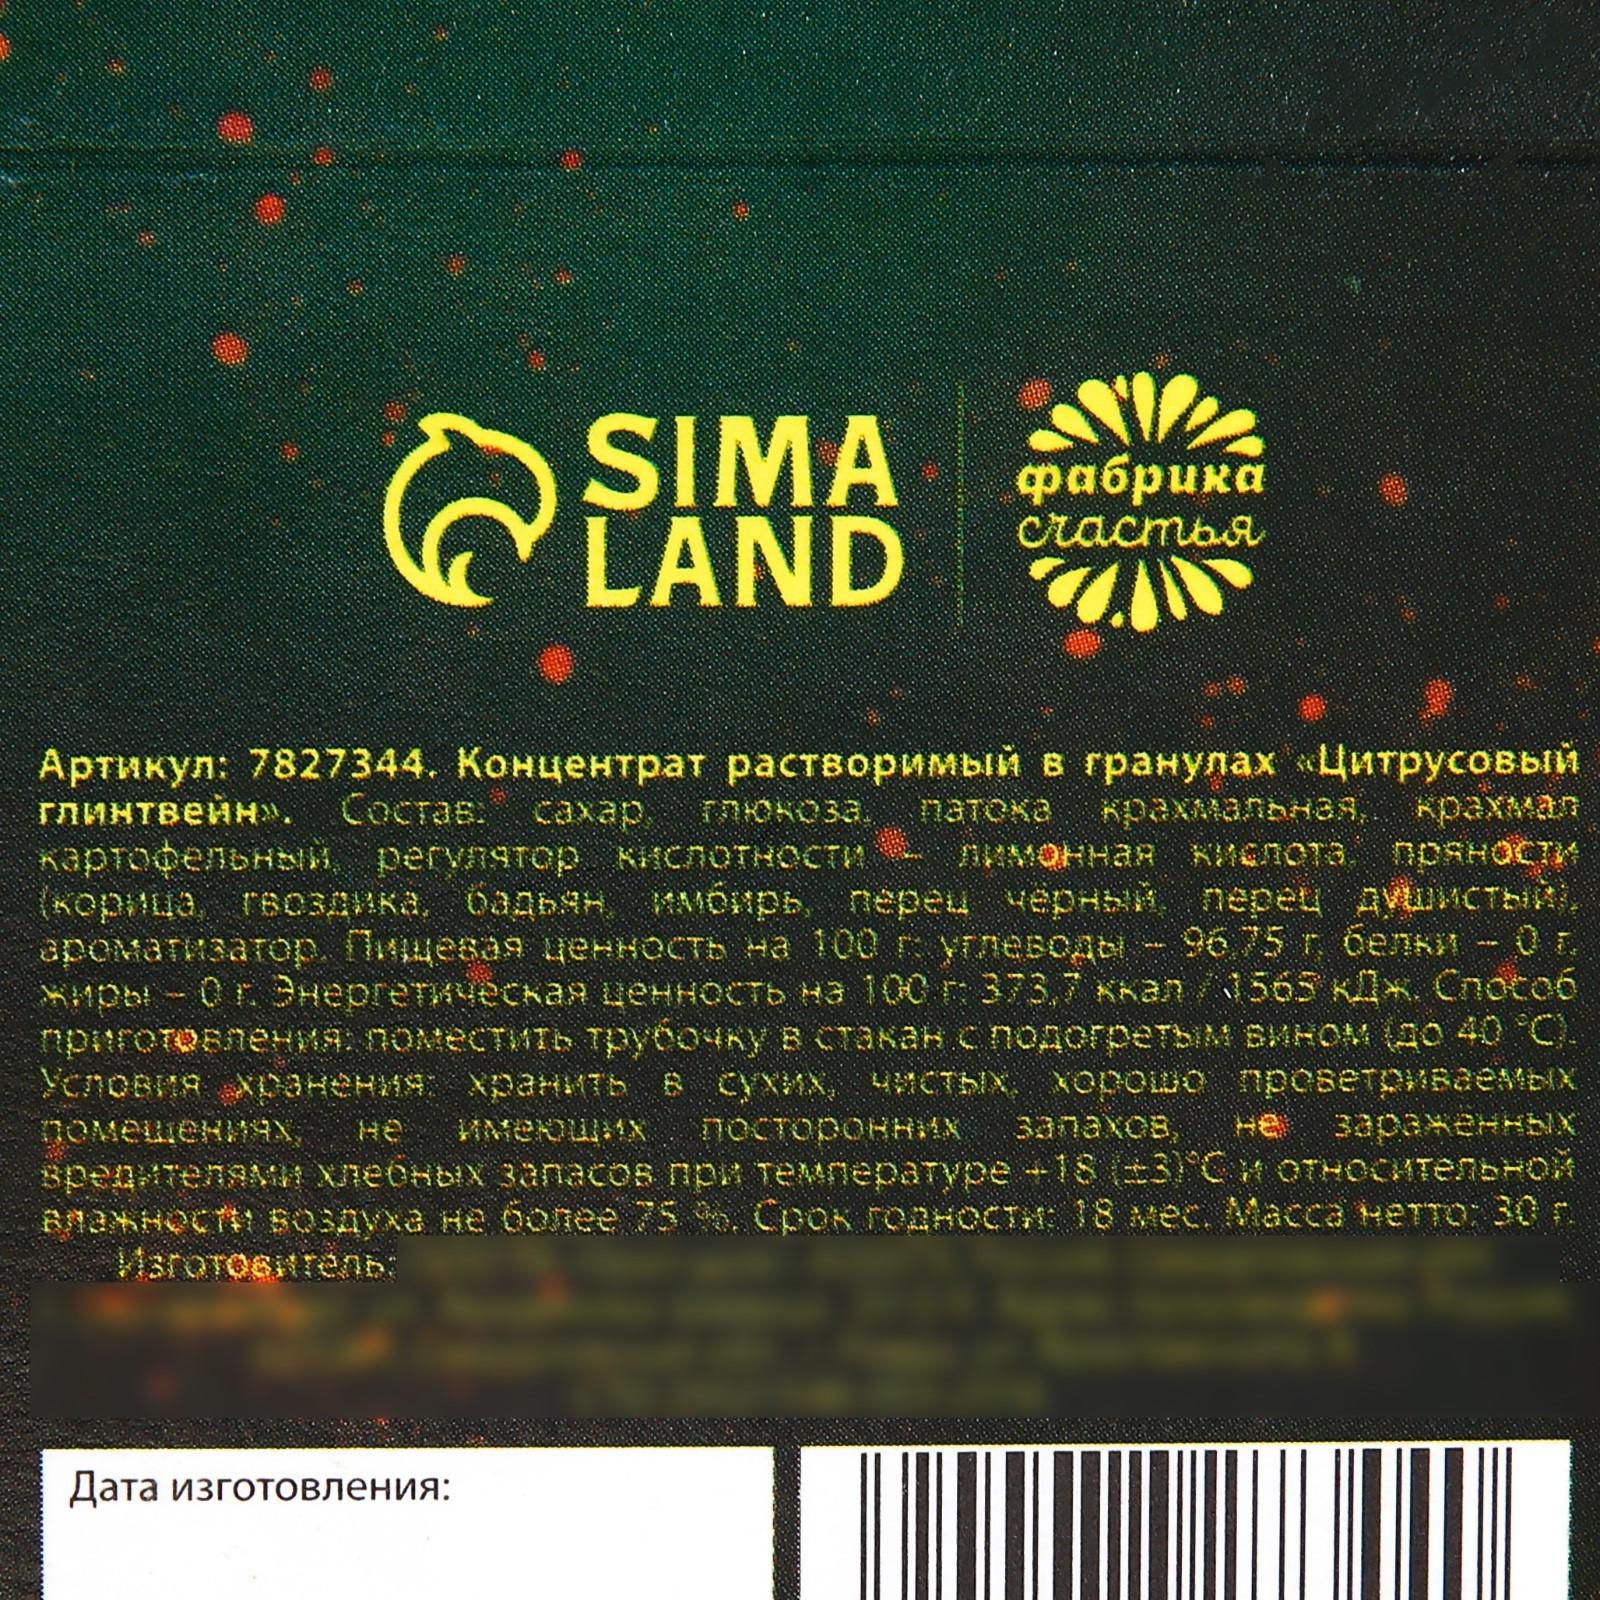 SIMA
LAND
фабрика
счастья
Артикул: 7827344. Концентрат растворимый в гранулах «Цитрусовый
глинтвейн». Состав: сахар, глюкоза, патока крахмальная, крахмал
картофельный, регулятор кислотности – лимонная кислота, пряности
(корица, гвоздика, бадьян, имбирь, перец чёрный, перец душистый),
ароматизатор. Пищевая ценность на 100 г: углеводы – 96,75 г, белки – 0 г,
жиры – 0 г. Энергетическая ценность на 100 г: 373,7 ккал / 1565 кДж. Способ
приготовления: поместить трубочку в стакан с подогретым вином (до 40 °С).
Условия хранения: хранить в сухих, чистых, хорошо проветриваемых
помещениях, не имеющих посторонних запахов, не зараженных
вредителями хлебных запасов при температуре +18 (±3)°С и относительной
влажности воздуха не более 75 %. Срок годности: 18 мес. Масса нетто: 30 г.
Изготовитель:
Дата изготовления: